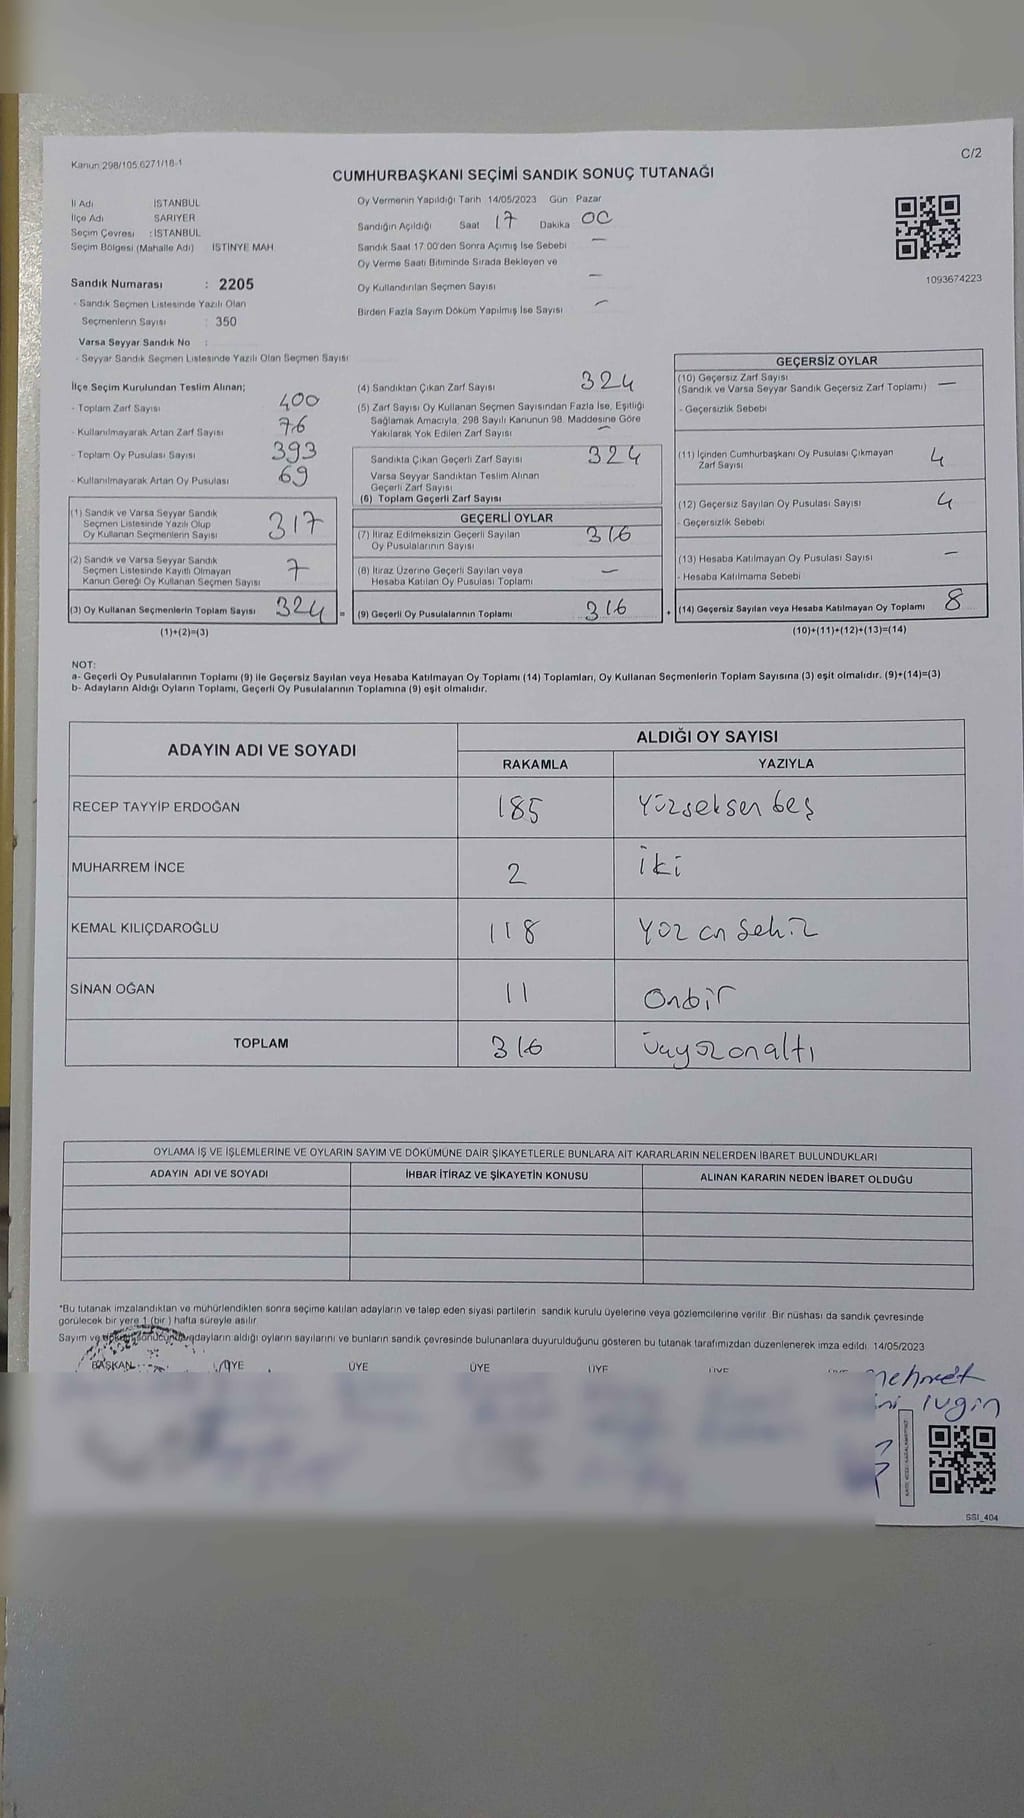 Kanun 298/105.6271/18-1
C/2
CUMHURBAŞKANI SEÇİMİ SANDIK SONUÇ TUTANAĞI
İl Adı İSTANBUL
İlçe Adı SARIYER
Seçim Çevresi : İSTANBUL
Seçim Bölgesi (Mahalle Adı) İSTİNYE MAH.
Sandık Numarası : 2205
- Sandık Seçmen Listesinde Yazılı Olan
Seçmenlerin Sayısı : 350
Varsa Seyyar Sandık No :
- Seyyar Sandık Seçmen Listesinde Yazılı Olan Seçmen Sayısı
Oy Vermenin Yapıldığı Tarih 14/05/2023 Gün Pazar
Sandığın Açıldığı Saat 17 Dakika 00
Sandık Saat 17.00'den Sonra Açımış İse Sebebi —
Oy Verme Saati Bitiminde Sırada Bekleyen ve
Oy Kullandırılan Seçmen Sayısı —
Birden Fazla Sayım Döküm Yapılmış İse Sayısı —
1093674223
İlçe Seçim Kurulundan Teslim Alınan;
- Toplam Zarf Sayısı 400
- Kullanılmayarak Artan Zarf Sayısı 76
- Toplam Oy Pusulası Sayısı 393
- Kullanılmayarak Artan Oy Pusulası 69
(1) Sandık ve Varsa Seyyar Sandık
Seçmen Listesinde Yazılı Olup
Oy Kullanan Seçmenlerin Sayısı 317
(2) Sandık ve Varsa Seyyar Sandık
Seçmen Listesinde Kayıtlı Olmayan
Kanun Gereği Oy Kullanan Seçmen Sayısı 7
(3) Oy Kullanan Seçmenlerin Toplam Sayısı 324 =
(1)+(2)=(3)
(4) Sandıktan Çıkan Zarf Sayısı 324
(5) Zarf Sayısı Oy Kullanan Seçmen Sayısından Fazla İse, Eşitliği
Sağlamak Amacıyla, 298 Sayılı Kanunun 98. Maddesine Göre
Yakılarak Yok Edilen Zarf Sayısı —
Sandıkta Çıkan Geçerli Zarf Sayısı 324
Varsa Seyyar Sandıktan Teslim Alınan
Geçerli Zarf Sayısı
(6) Toplam Geçerli Zarf Sayısı
GEÇERLİ OYLAR
(7) İtiraz Edilmeksizin Geçerli Sayılan
Oy Pusulalarının Sayısı 316
(8) İtiraz Üzerine Geçerli Sayılan veya
Hesaba Katılan Oy Pusulası Toplamı —
(9) Geçerli Oy Pusulalarının Toplamı 316 +
GEÇERSİZ OYLAR
(10) Geçersiz Zarf Sayısı
(Sandık ve Varsa Seyyar Sandık Geçersiz Zarf Toplamı) —
- Geçersizlik Sebebi
(11) İçinden Cumhurbaşkanı Oy Pusulası Çıkmayan
Zarf Sayısı 4
(12) Geçersiz Sayılan Oy Pusulası Sayısı 4
- Geçersizlik Sebebi
(13) Hesaba Katılmayan Oy Pusulası Sayısı —
- Hesaba Katılmama Sebebi
(14) Geçersiz Sayılan veya Hesaba Katılmayan Oy Toplamı 8
(10)+(11)+(12)+(13)=(14)
NOT:
a- Geçerli Oy Pusulalarının Toplamı (9) ile Geçersiz Sayılan veya Hesaba Katılmayan Oy Toplamı (14) Toplamları, Oy Kullanan Seçmenlerin Toplam Sayısına (3) eşit olmalıdır. (9)+(14)=(3)
b- Adayların Aldığı Oyların Toplamı, Geçerli Oy Pusulalarının Toplamına (9) eşit olmalıdır.
ADAYIN ADI VE SOYADI
ALDIĞI OY SAYISI
RAKAMLA YAZIYLA
RECEP TAYYİP ERDOĞAN 185 Yüzseksen beş
MUHARREM İNCE 2 iki
KEMAL KILIÇDAROĞLU 118 Yüz on sekiz
SİNAN OĞAN 11 Onbir
TOPLAM 316 üçyüzonaltı
OYLAMA İŞ VE İŞLEMLERİNE VE OYLARIN SAYIM VE DÖKÜMÜNE DAİR ŞİKAYETLERLE BUNLARA AİT KARARLARIN NELERDEN İBARET BULUNDUKLARI
ADAYIN ADI VE SOYADI İHBAR İTİRAZ VE ŞİKAYETİN KONUSU ALINAN KARARIN NEDEN İBARET OLDUĞU
*Bu tutanak imzalandıktan ve mühürlendikten sonra seçime katılan adayların ve talep eden siyasi partilerin sandık kurulu üyelerine veya gözlemcilerine verilir. Bir nüshası da sandık çevresinde
görülecek bir yere 1 (bir) hafta süreyle asılır.
Sayım ve sonucu adayların aldığı oyların sayılarını ve bunların sandık çevresinde bulunanlara duyurulduğunu gösteren bu tutanak tarafımızdan düzenlenerek imza edildi. 14/05/2023
BAŞKAN ÜYE ÜYE ÜYE ÜYE ÜYE
Mehmet
SSI_404